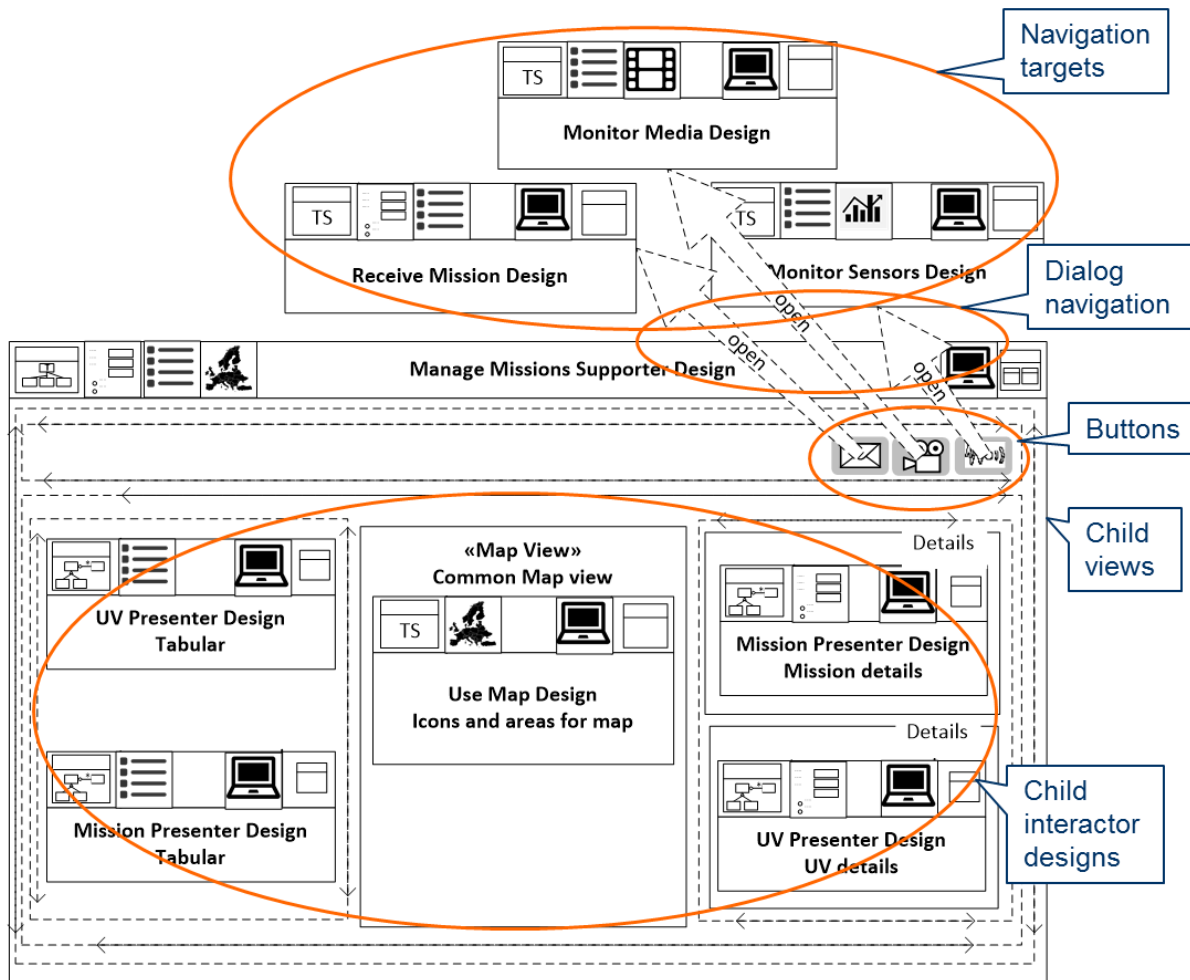 Navigation
targets
TS
Monitor Media Design
TS
Receive Mission Design
TS
Monitor Sensors Design
Dialog
navigation
open
open
open
Manage Missions Supporter Design
Buttons
Child
views
UV Presenter Design
Tabular
«Map View»
Common Map view
TS
Use Map Design
Icons and areas for map
Details
Mission Presenter Design
Mission details
Mission Presenter Design
Tabular
Details
UV Presenter Design
UV details
Child
interactor
designs